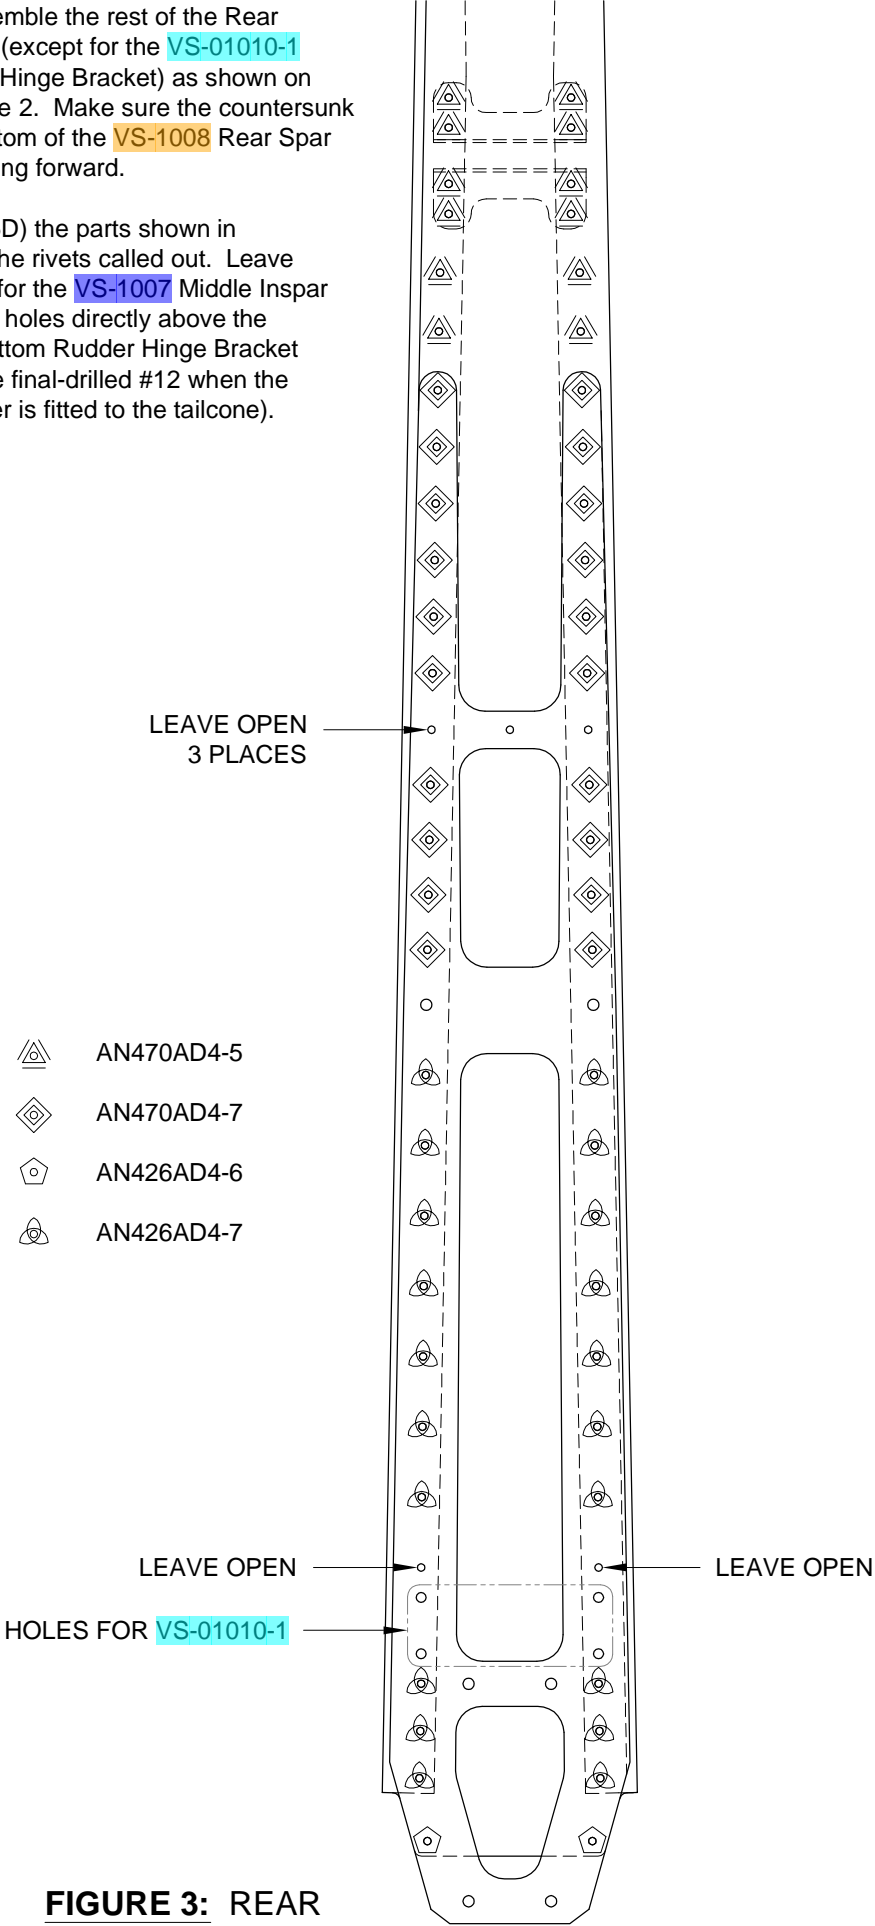 emble the rest of the Rear
(except for the VS-01010-1
Hinge Bracket) as shown on
e 2. Make sure the countersunk
tom of the VS-1008 Rear Spar
ng forward.
D) the parts shown in
he rivets called out. Leave
for the VS-1007 Middle Inspar
holes directly above the
ttom Rudder Hinge Bracket
e final-drilled #12 when the
er is fitted to the tailcone).
LEAVE OPEN
3 PLACES
AN470AD4-5
AN470AD4-7
AN426AD4-6
AN426AD4-7
LEAVE OPEN
LEAVE OPEN
HOLES FOR VS-01010-1
FIGURE 3: REAR